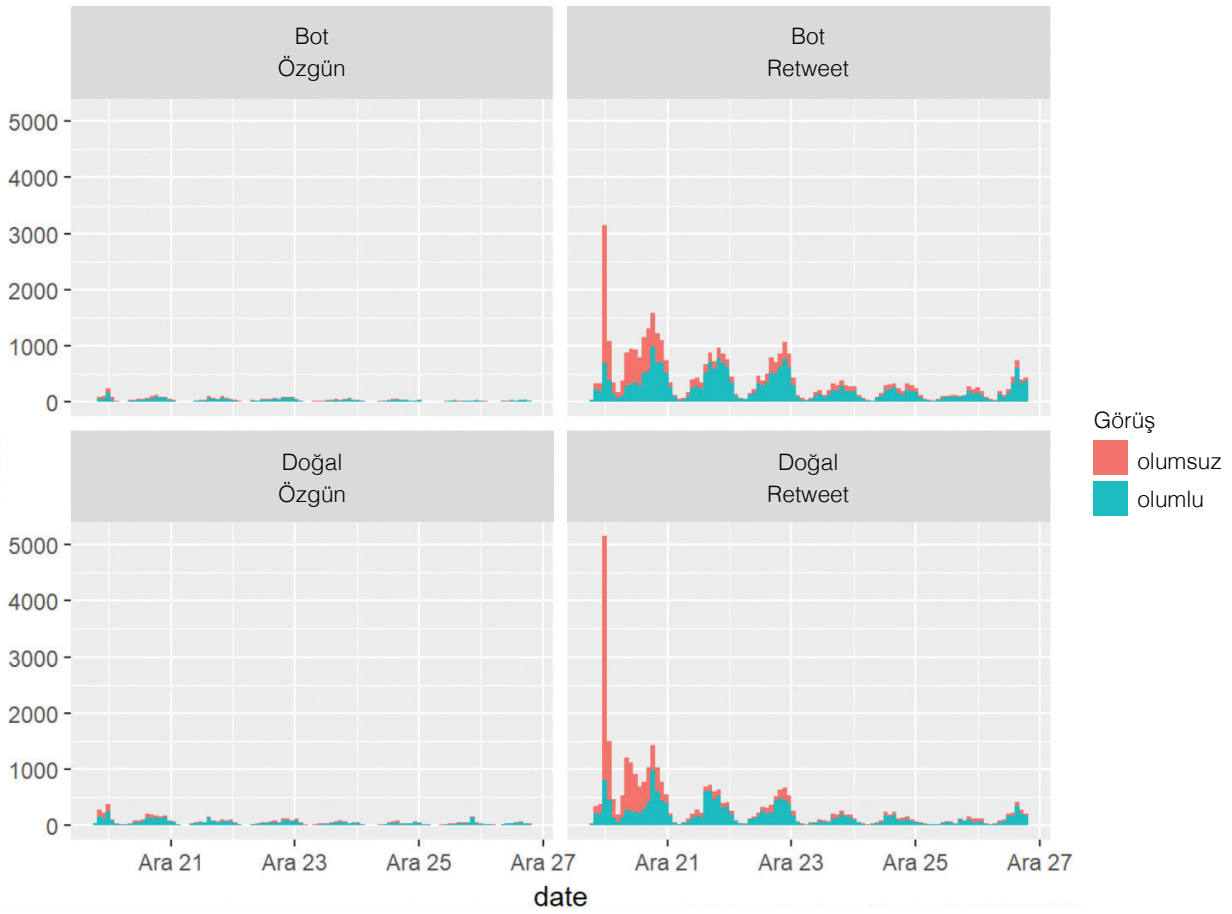 Bot
Özgün
Bot
Retweet
5000
4000
3000
2000
1000
0
Doğal
Özgün
Doğal
Retweet
5000
4000
3000
2000
1000
0
Ara 21
Ara 23
Ara 25
Ara 27
Ara 21
Ara 23
Ara 25
Ara 27
date
Görüş
olumsuz
olumlu